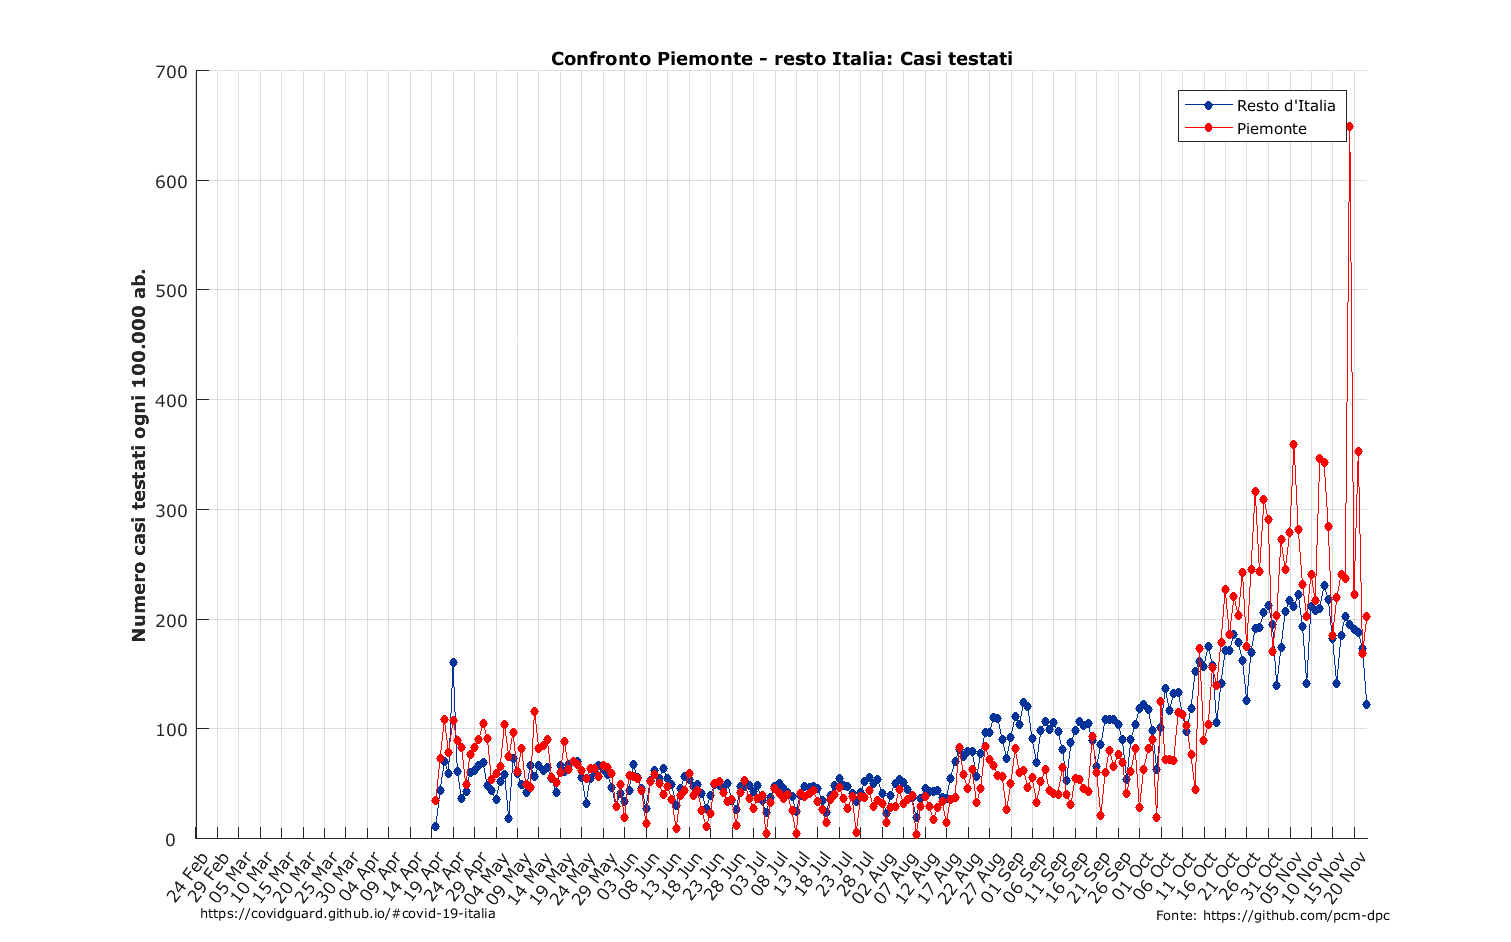 Confronto Piemonte - resto Italia: Casi testati
Resto d'Italia
Piemonte
Numero casi testati ogni 100.000 ab.
700
600
500
400
300
200
100
0
24 Feb
29 Feb
05 Mar
10 Mar
15 Mar
20 Mar
25 Mar
30 Mar
04 Apr
09 Apr
14 Apr
19 Apr
24 Apr
29 Apr
04 May
09 May
14 May
19 May
24 May
29 May
03 Jun
08 Jun
13 Jun
18 Jun
23 Jun
28 Jun
03 Jul
08 Jul
13 Jul
18 Jul
23 Jul
28 Jul
02 Aug
07 Aug
12 Aug
17 Aug
22 Aug
27 Aug
01 Sep
06 Sep
11 Sep
16 Sep
21 Sep
26 Sep
01 Oct
06 Oct
11 Oct
16 Oct
21 Oct
26 Oct
31 Oct
05 Nov
10 Nov
15 Nov
20 Nov
https://covidguard.github.io/#covid-19-italia
Fonte: https://github.com/pcm-dpc